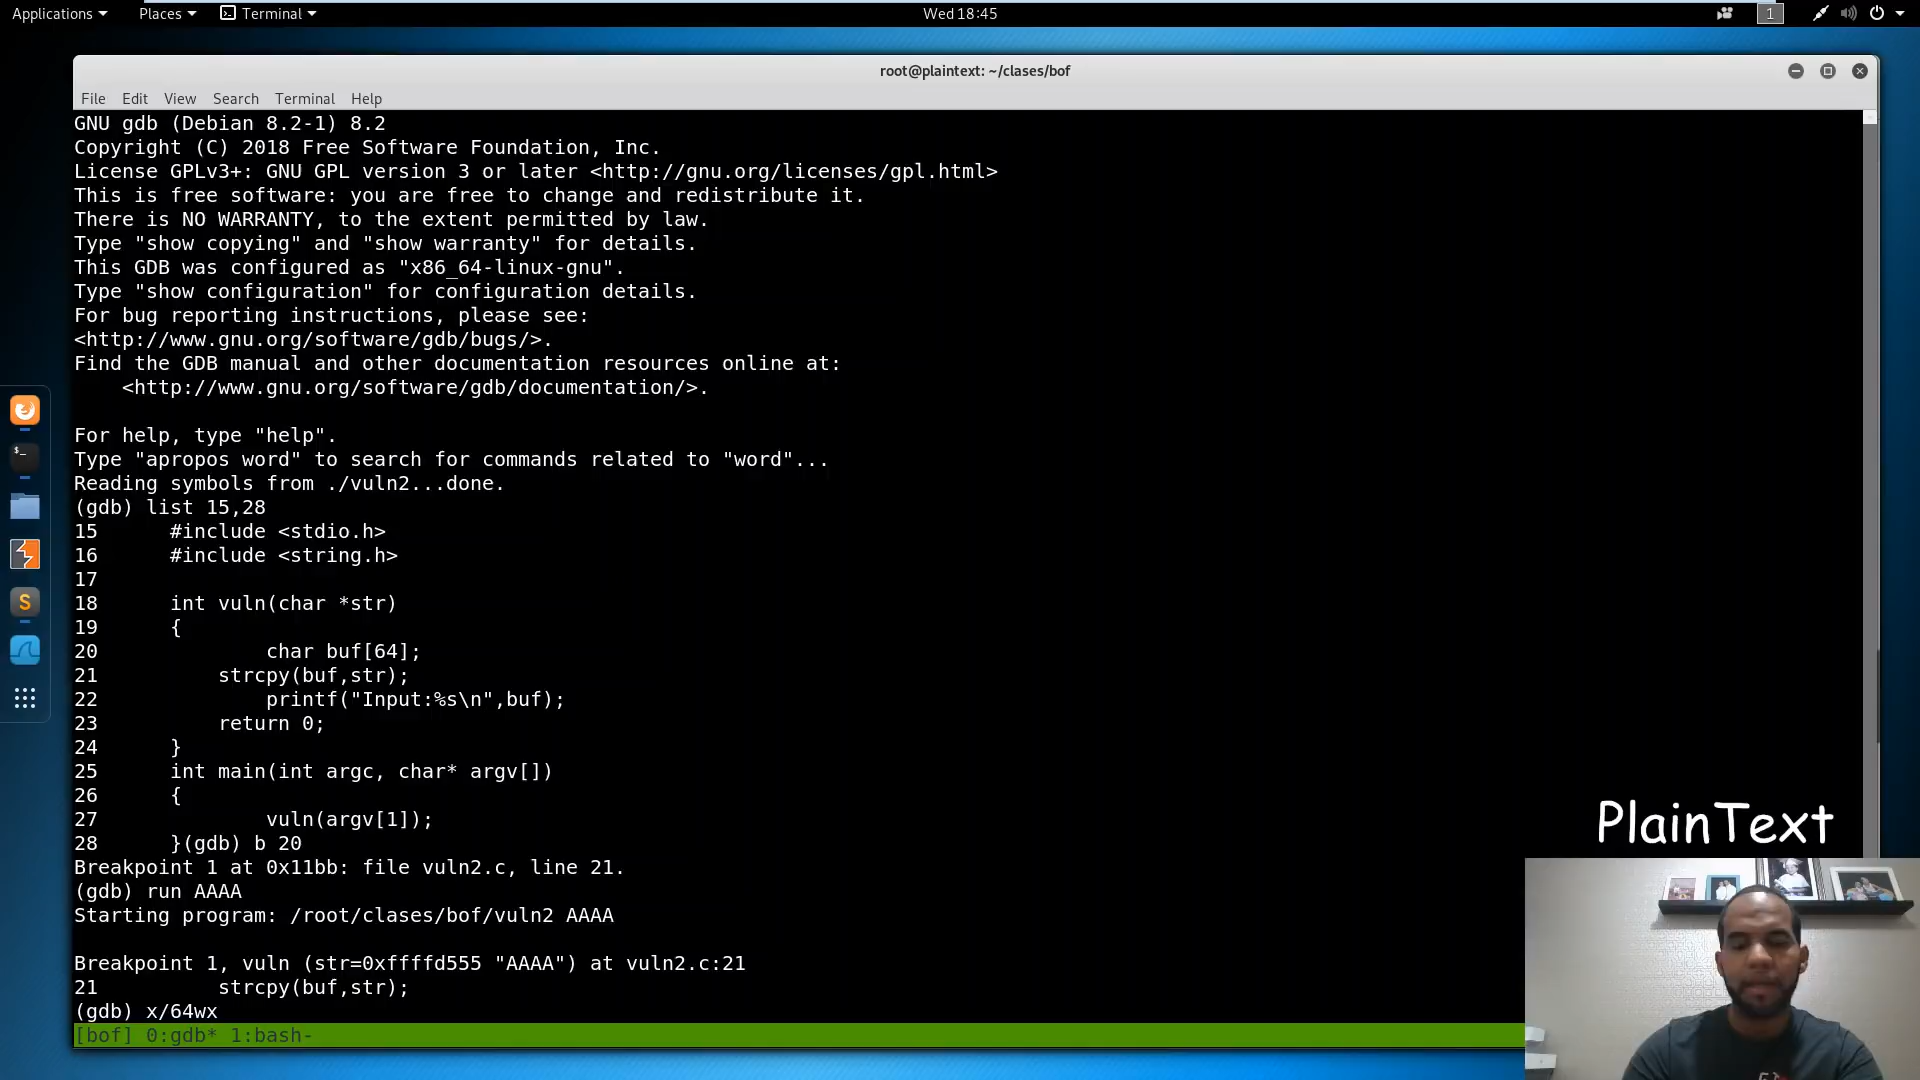 Applications Places Terminal Wed 18:45 1
root@plaintext: ~/clases/bof
File Edit View Search Terminal Help
GNU gdb (Debian 8.2-1) 8.2
Copyright (C) 2018 Free Software Foundation, Inc.
License GPLv3+: GNU GPL version 3 or later <http://gnu.org/licenses/gpl.html>
This is free software: you are free to change and redistribute it.
There is NO WARRANTY, to the extent permitted by law.
Type "show copying" and "show warranty" for details.
This GDB was configured as "x86_64-linux-gnu".
Type "show configuration" for configuration details.
For bug reporting instructions, please see:
<http://www.gnu.org/software/gdb/bugs/>.
Find the GDB manual and other documentation resources online at:
    <http://www.gnu.org/software/gdb/documentation/>.
For help, type "help".
Type "apropos word" to search for commands related to "word"...
Reading symbols from ./vuln2...done.
(gdb) list 15,28
15      #include <stdio.h>
16      #include <string.h>
17
18      int vuln(char *str)
19      {
20              char buf[64];
21          strcpy(buf,str);
22              printf("Input:%s\n",buf);
23          return 0;
24      }
25      int main(int argc, char* argv[])
26      {
27              vuln(argv[1]);
28      }(gdb) b 20
Breakpoint 1 at 0x11bb: file vuln2.c, line 21.
(gdb) run AAAA
Starting program: /root/clases/bof/vuln2 AAAA
Breakpoint 1, vuln (str=0xffffd555 "AAAA") at vuln2.c:21
21          strcpy(buf,str);
(gdb) x/64wx
[bof] 0:gdb* 1:bash-
PlainText